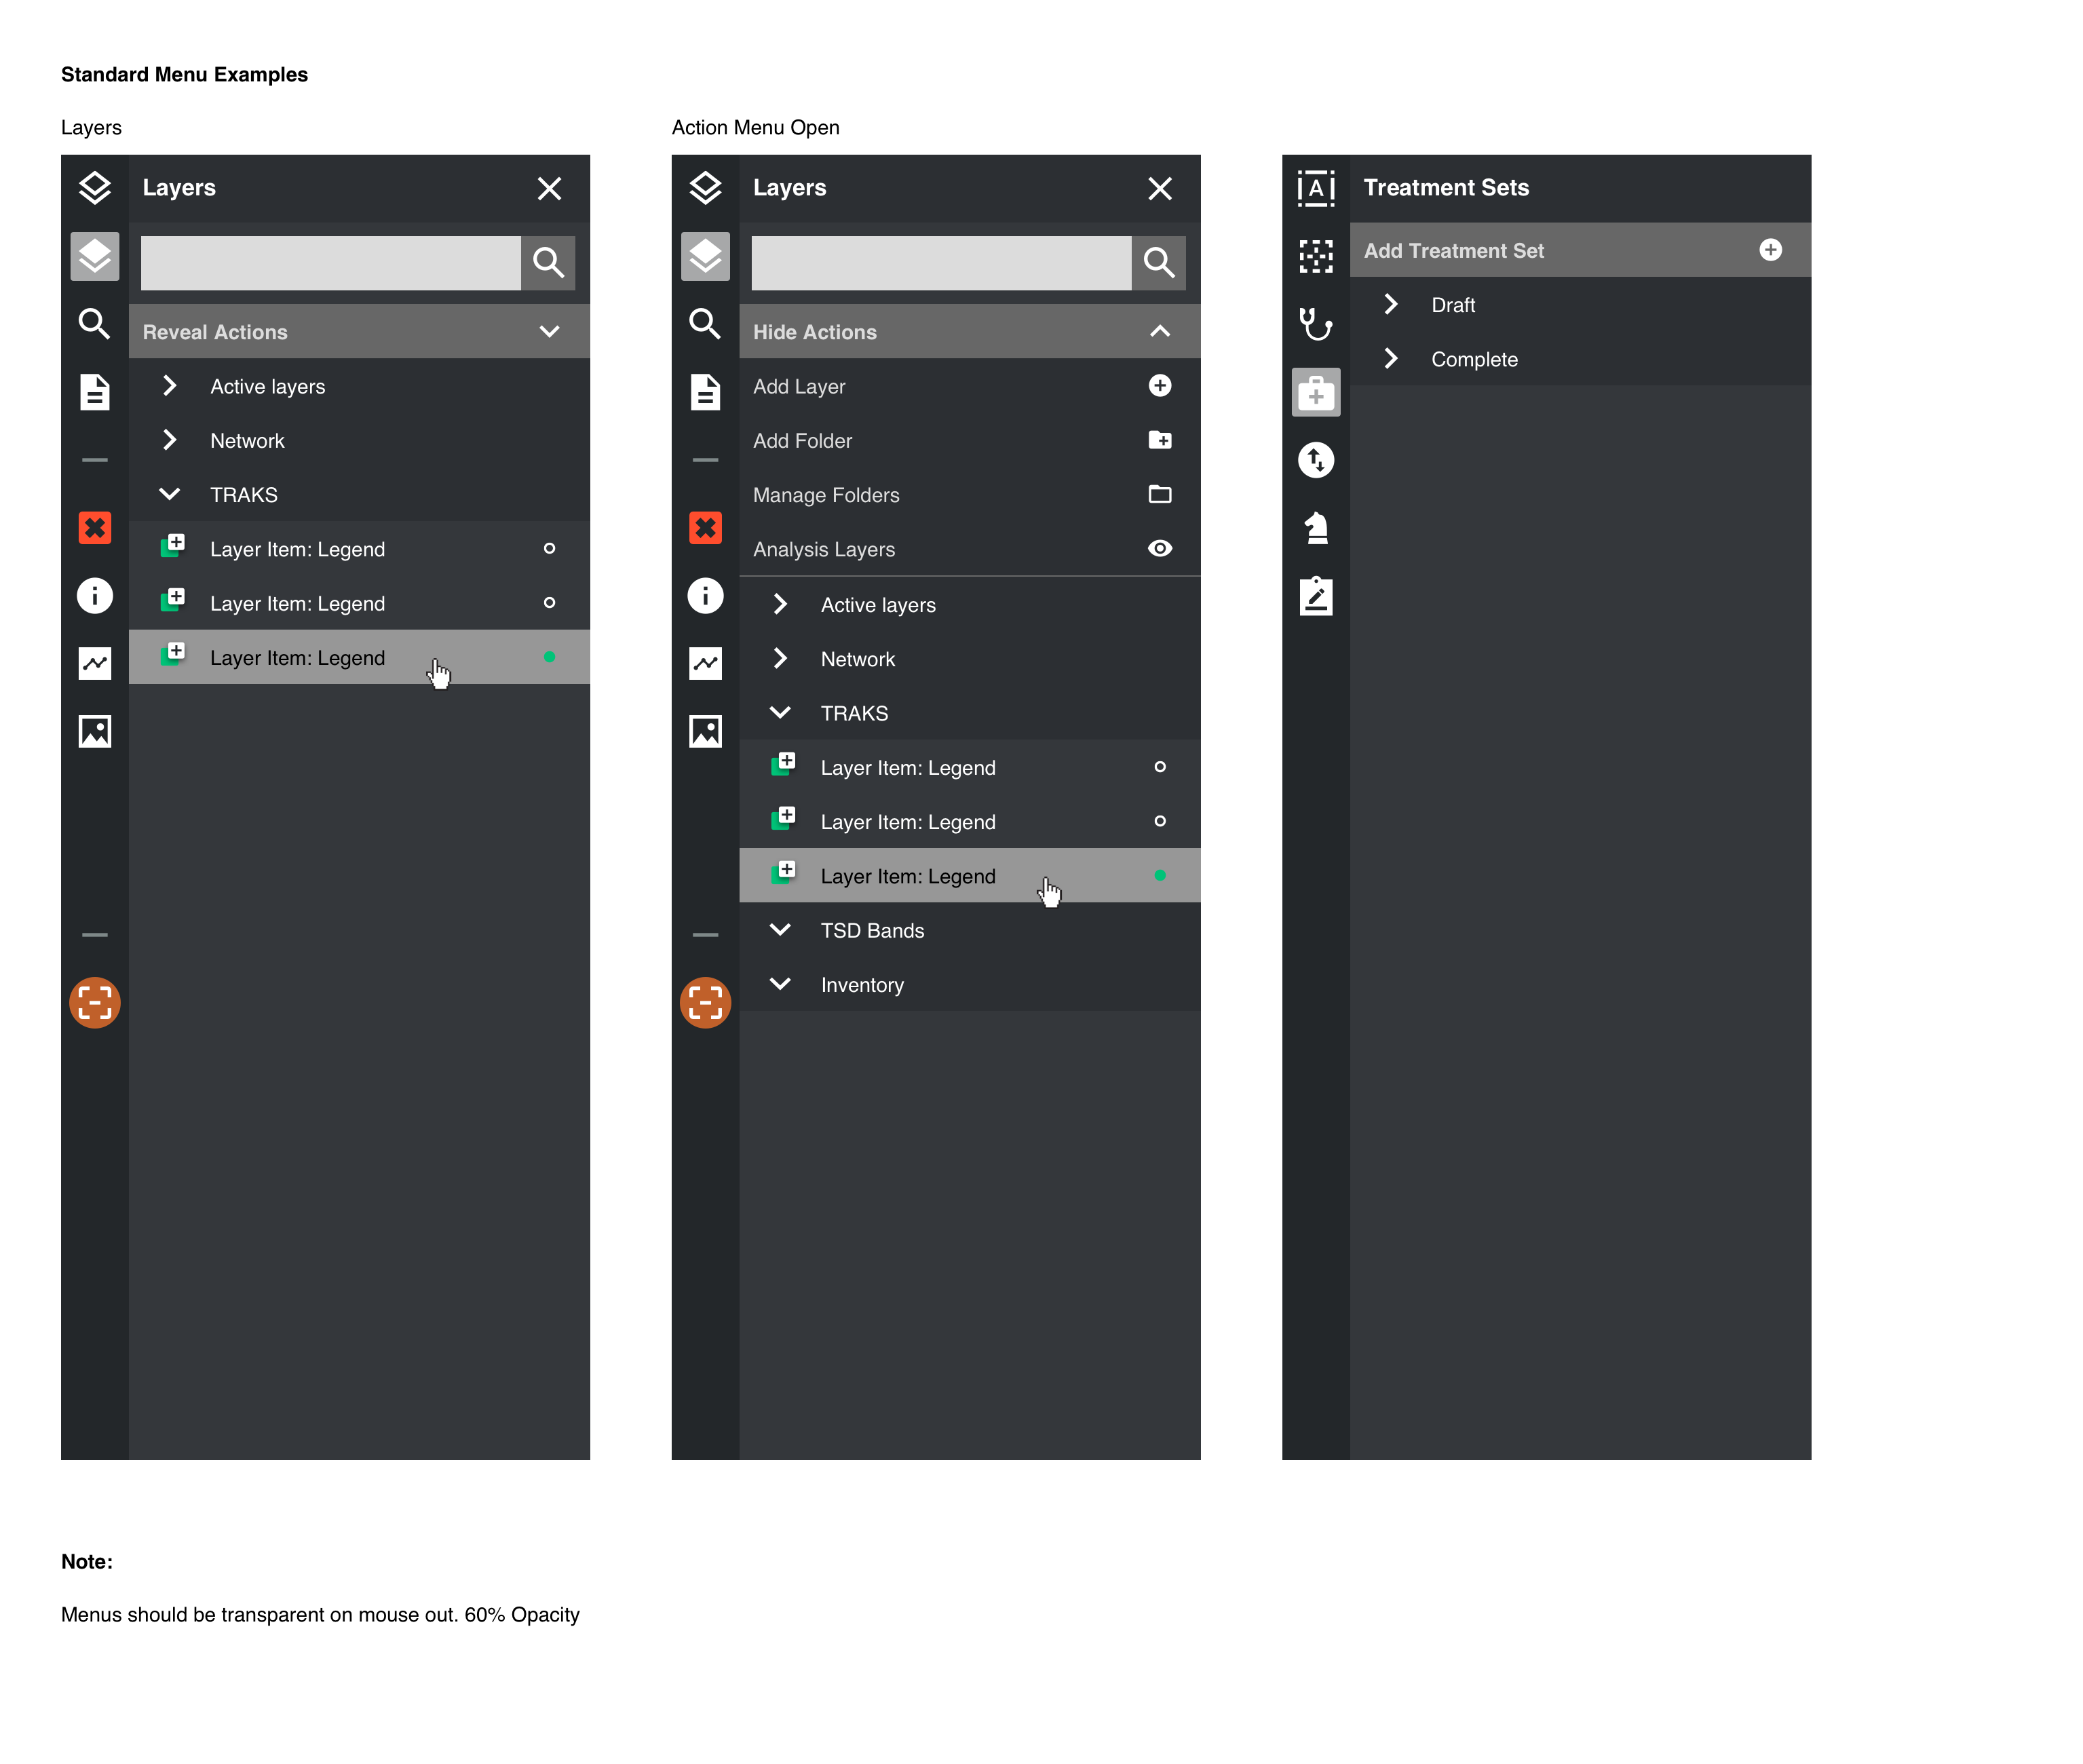 Standard Menu Examples
Layers
Layers
Reveal Actions
Active layers
Network
TRAKS
Layer Item: Legend
Layer Item: Legend
Layer Item: Legend
Action Menu Open
Layers
Hide Actions
Add Layer
Add Folder
Manage Folders
Analysis Layers
Active layers
Network
TRAKS
Layer Item: Legend
Layer Item: Legend
Layer Item: Legend
TSD Bands
Inventory
A
Treatment Sets
Add Treatment Set
Draft
Complete
Note:
Menus should be transparent on mouse out. 60% Opacity